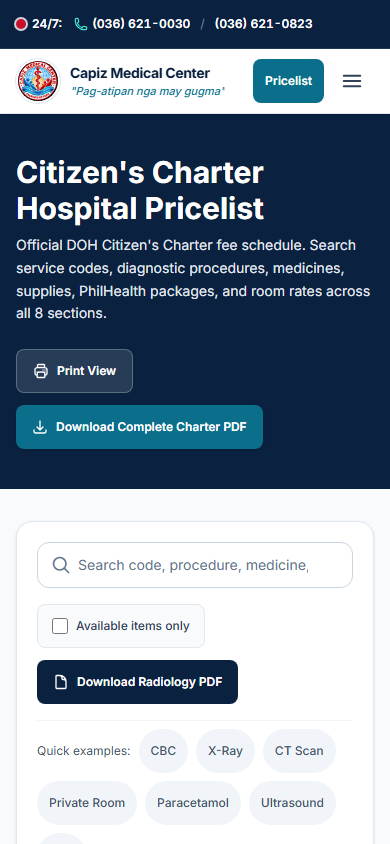 24/7: (036) 621-0030 / (036) 621-0823
Capiz Medical Center
"Pag-atipan nga may gugma"
Pricelist
Citizen's Charter
Hospital Pricelist
Official DOH Citizen's Charter fee schedule. Search
service codes, diagnostic procedures, medicines,
supplies, PhilHealth packages, and room rates across
all 8 sections.
Print View
Download Complete Charter PDF
Search code, procedure, medicine,
Available items only
Download Radiology PDF
Quick examples: CBC X-Ray CT Scan
Private Room Paracetamol Ultrasound